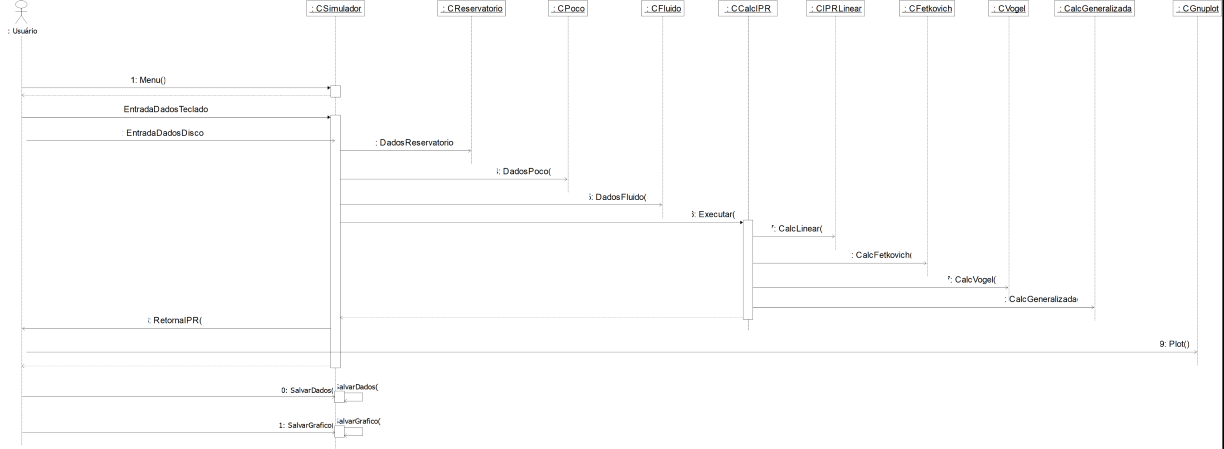 : CSimulador
: CReservatorio
: CPoco
: CFluido
: CCalcIPR
: CIPRLinear
: CFetkovich
: CVogel
: CalcGeneralizada
: CGnuplot
: Usuário
1: Menu()
EntradaDadosTeclado
: EntradaDadosDisco
: DadosReservatorio
: DadosPoco(
: DadosFluido(
: Executar(
: CalcLinear(
: CalcFetkovich(
: CalcVogel(
: CalcGeneralizada(
: RetornaIPR(
9: Plot()
0: SalvarDados(
SalvarDados(
1: SalvarGrafico(
SalvarGrafico(